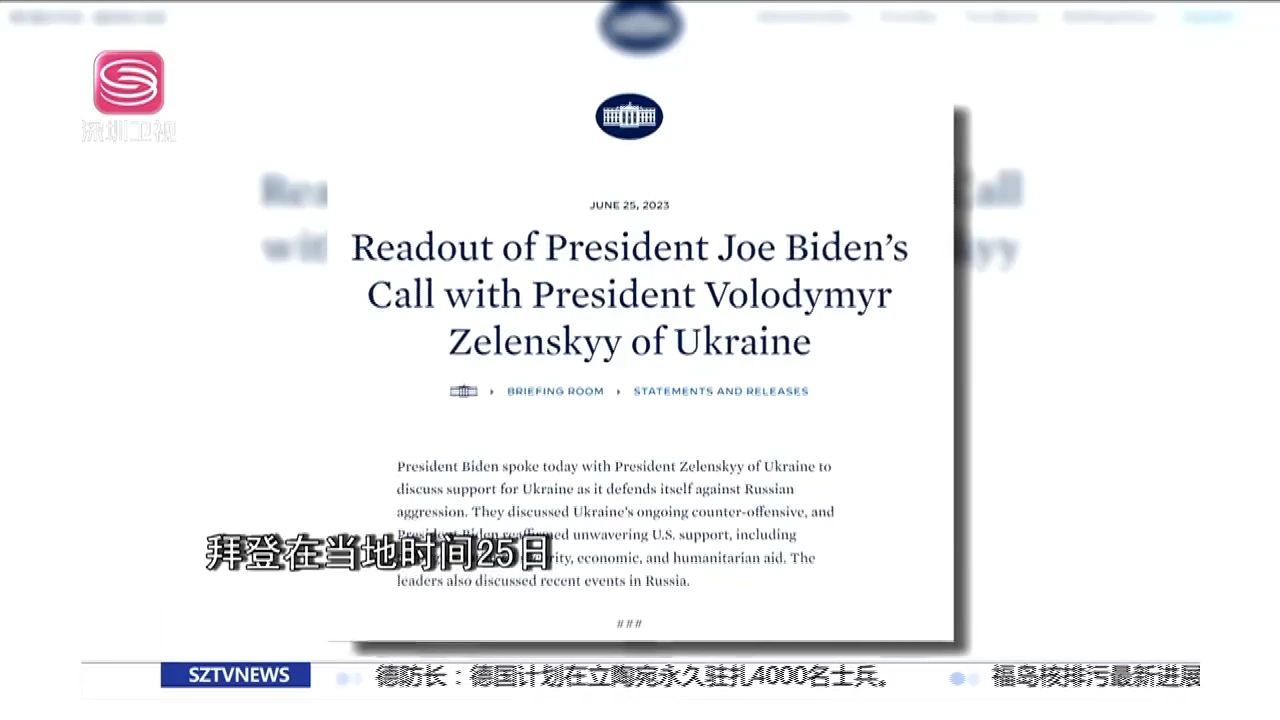 深圳卫视
JUNE 25, 2023
Readout of President Joe Biden’s
Call with President Volodymyr
Zelenskyy of Ukraine
BRIEFING ROOM
STATEMENTS AND RELEASES
President Biden spoke today with President Zelenskyy of Ukraine to
discuss support for Ukraine as it defends itself against Russian
aggression. They discussed Ukraine’s ongoing counter-offensive, and
President Biden reaffirmed unwavering U.S. support, including
economic, and humanitarian aid. The
leaders also discussed recent events in Russia.
###
拜登在当地时间25日
SZTVNEWS
德防长：德国计划在立陶宛永久驻扎4000名士兵。
福岛核排污最新进展